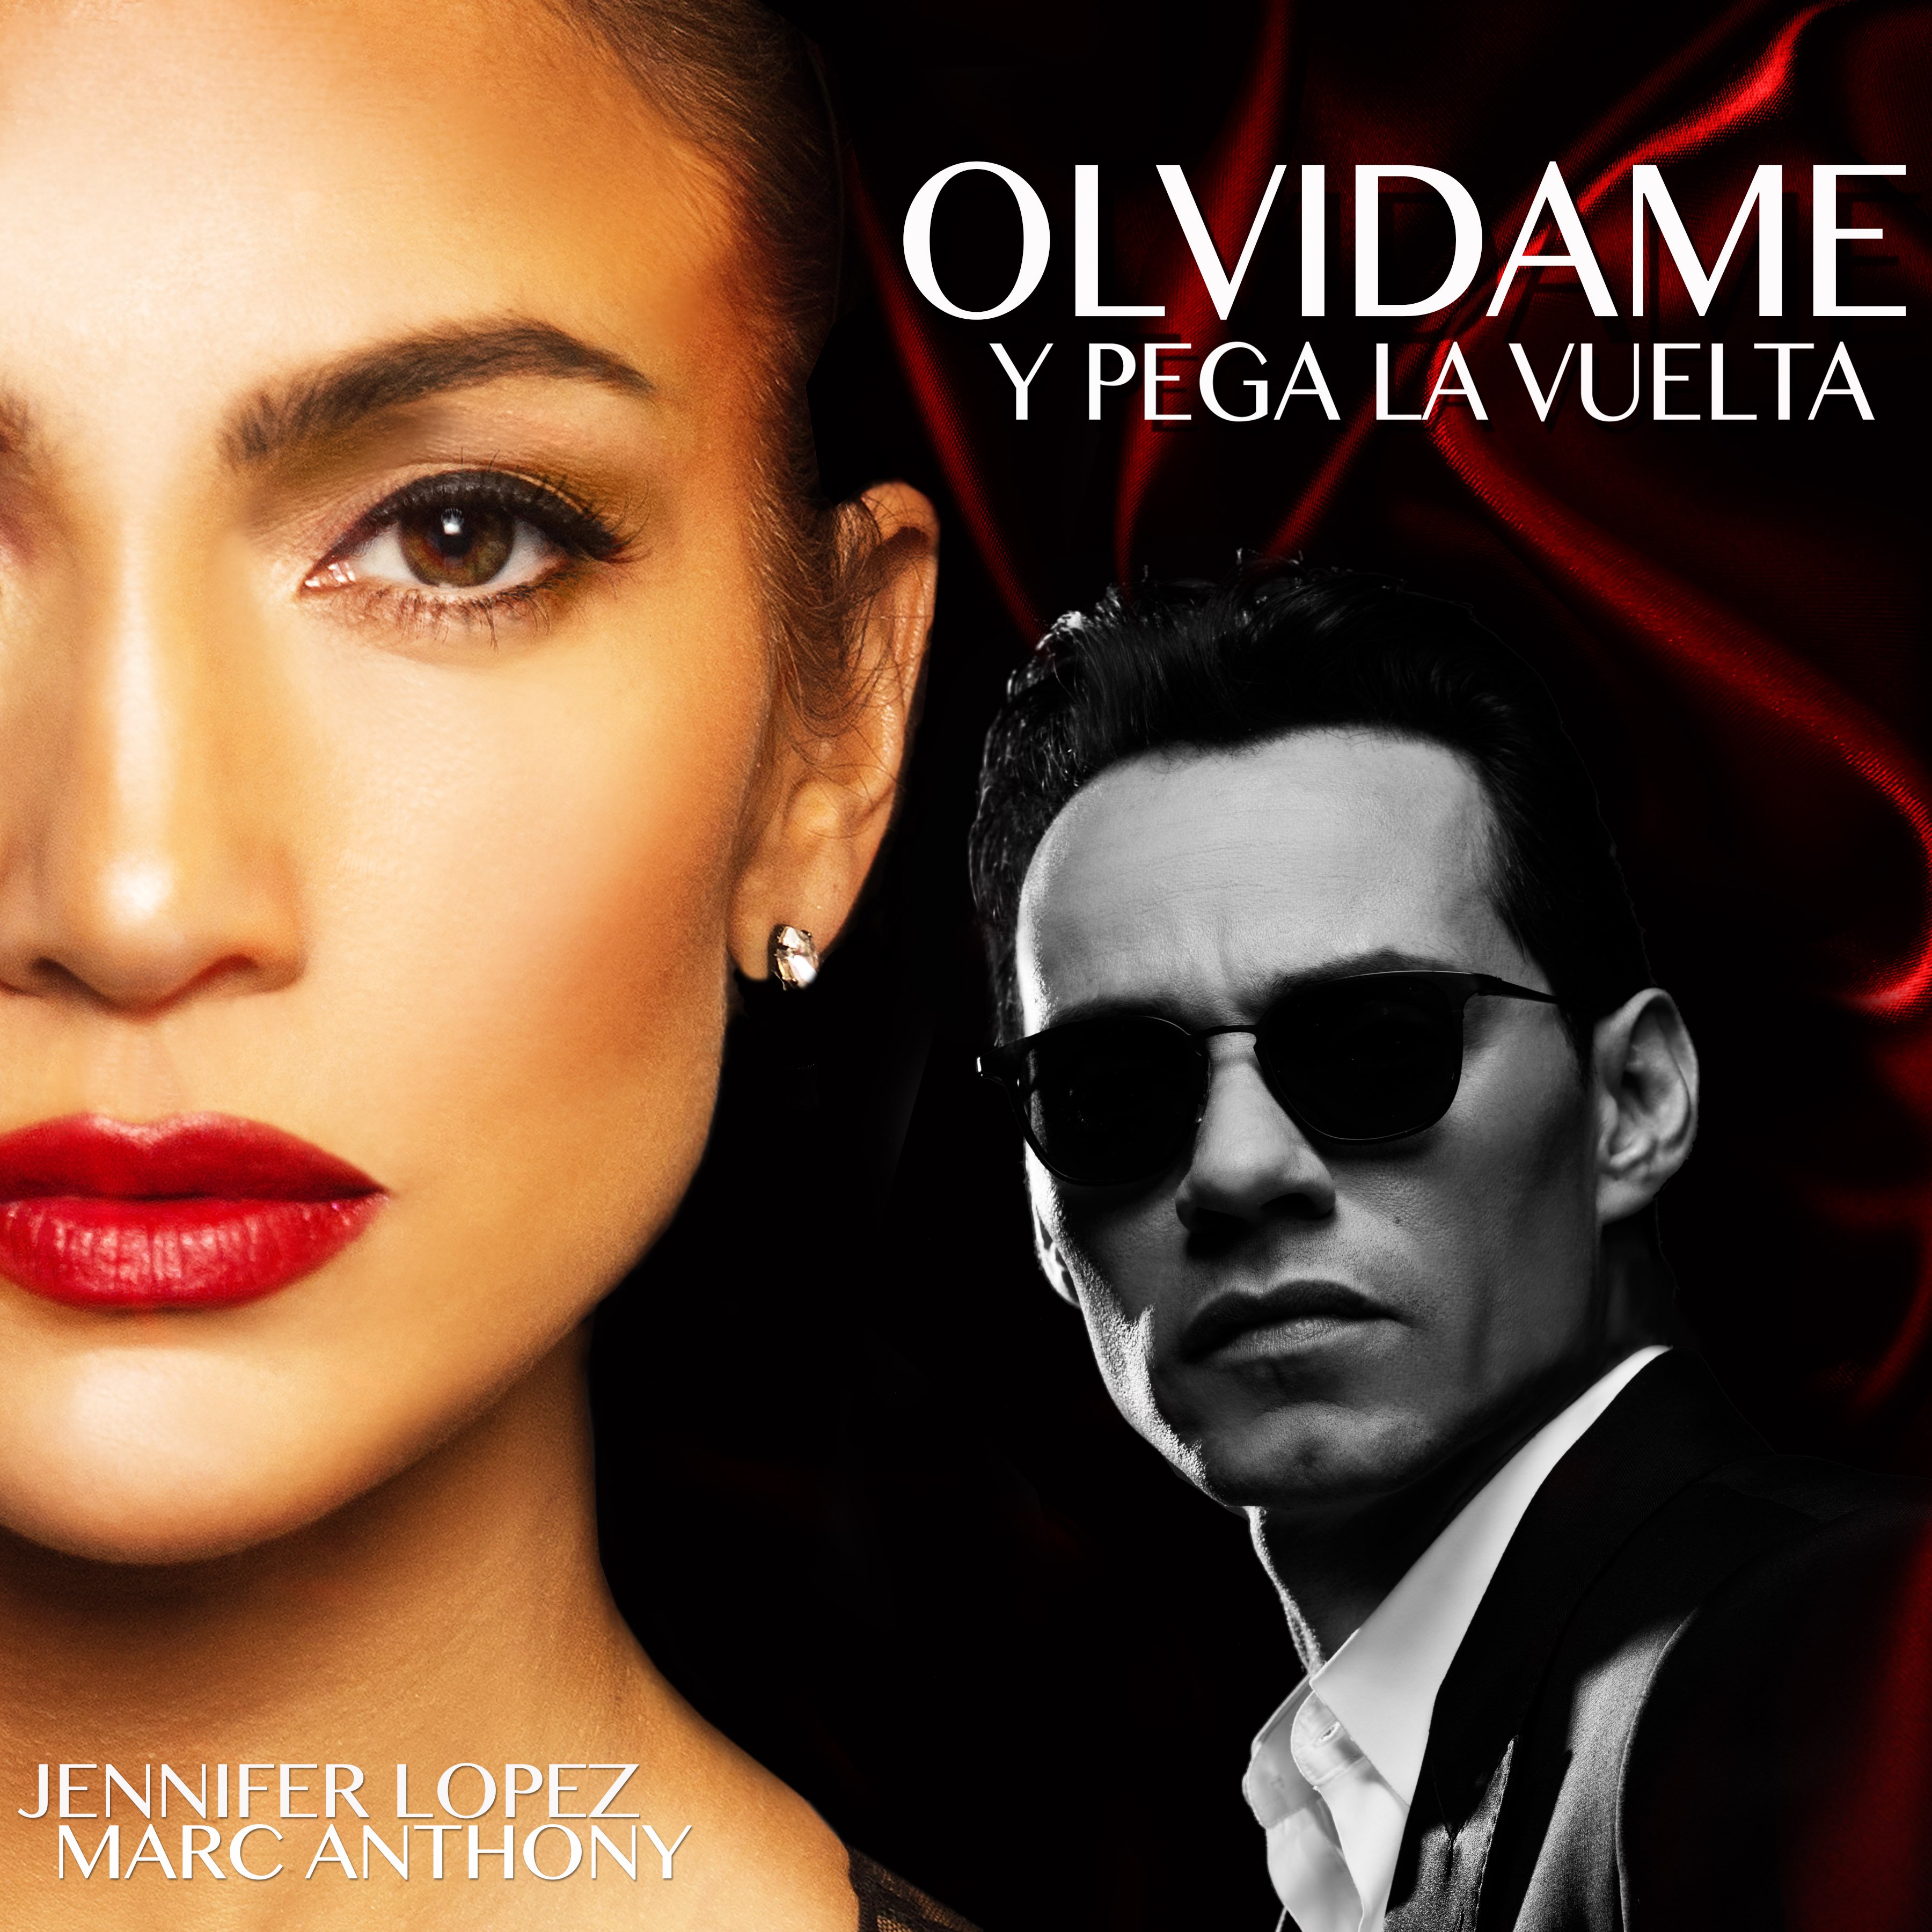 OLVIDAME
Y PEGA LA VUELTA
JENNIFER LOPEZ
MARC ANTHONY